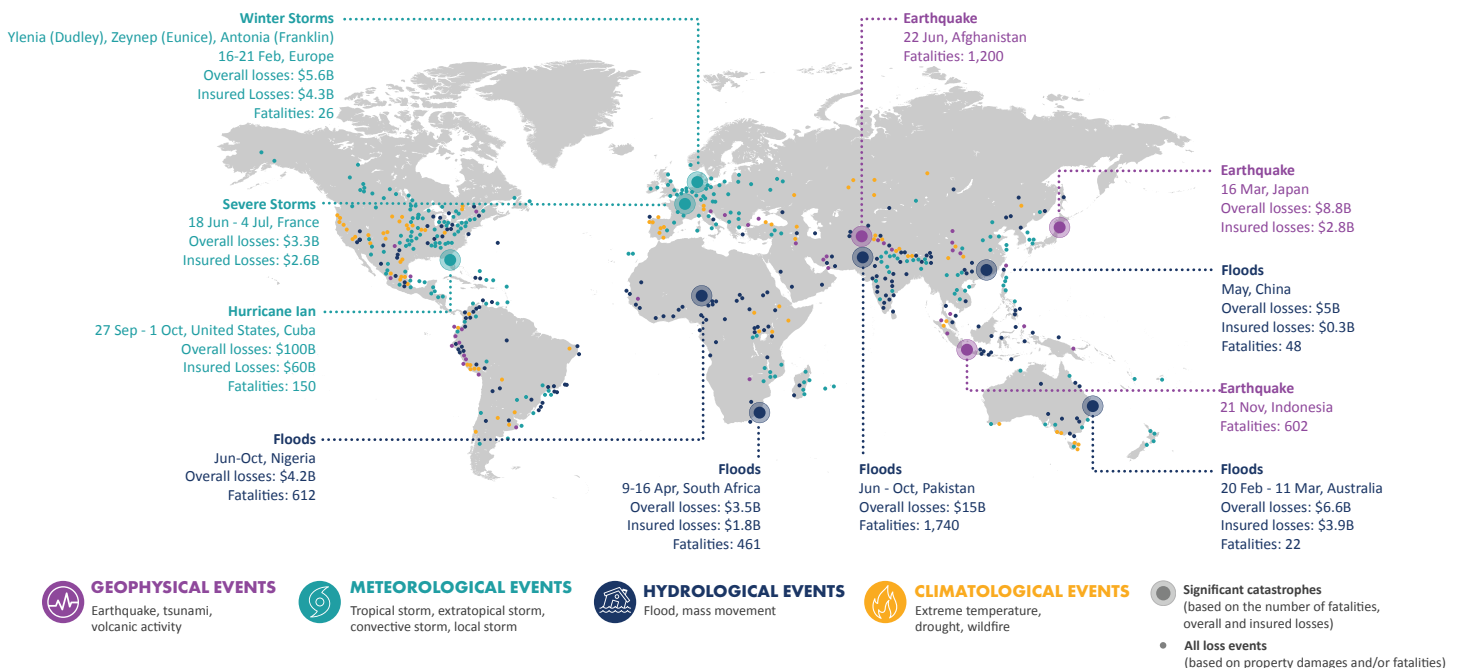 Winter Storms
Ylenia (Dudley), Zeynep (Eunice), Antonia (Franklin)
16-21 Feb, Europe
Overall losses: $5.6B
Insured Losses: $4.3B
Fatalities: 26
Earthquake
22 Jun, Afghanistan
Fatalities: 1,200
Severe Storms
18 Jun - 4 Jul, France
Overall losses: $3.3B
Insured Losses: $2.6B
Earthquake
16 Mar, Japan
Overall losses: $8.8B
Insured losses: $2.8B
Hurricane Ian
27 Sep - 1 Oct, United States, Cuba
Overall losses: $100B
Insured Losses: $60B
Fatalities: 150
Floods
May, China
Overall losses: $5B
Insured losses: $0.3B
Fatalities: 48
Earthquake
21 Nov, Indonesia
Fatalities: 602
Floods
Jun-Oct, Nigeria
Overall losses: $4.2B
Fatalities: 612
Floods
9-16 Apr, South Africa
Overall losses: $3.5B
Insured losses: $1.8B
Fatalities: 461
Floods
Jun - Oct, Pakistan
Overall losses: $15B
Fatalities: 1,740
Floods
20 Feb - 11 Mar, Australia
Overall losses: $6.6B
Insured losses: $3.9B
Fatalities: 22
GEOPHYSICAL EVENTS
Earthquake, tsunami,
volcanic activity
METEOROLOGICAL EVENTS
Tropical storm, extratopical storm,
convective storm, local storm
HYDROLOGICAL EVENTS
Flood, mass movement
CLIMATOLOGICAL EVENTS
Extreme temperature,
drought, wildfire
Significant catastrophes
(based on the number of fatalities,
overall and insured losses)
All loss events
(based on property damages and/or fatalities)